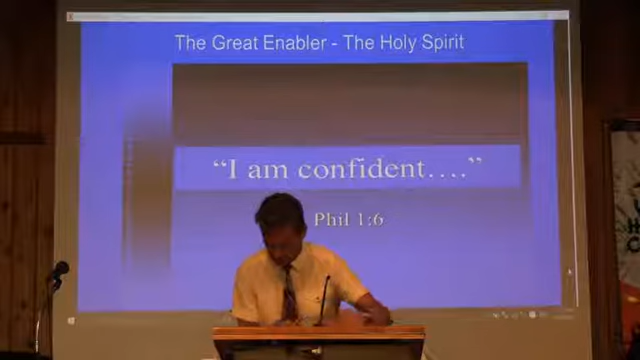 The Great Enabler - The Holy Spirit
“I am confident….”
Phil 1:6